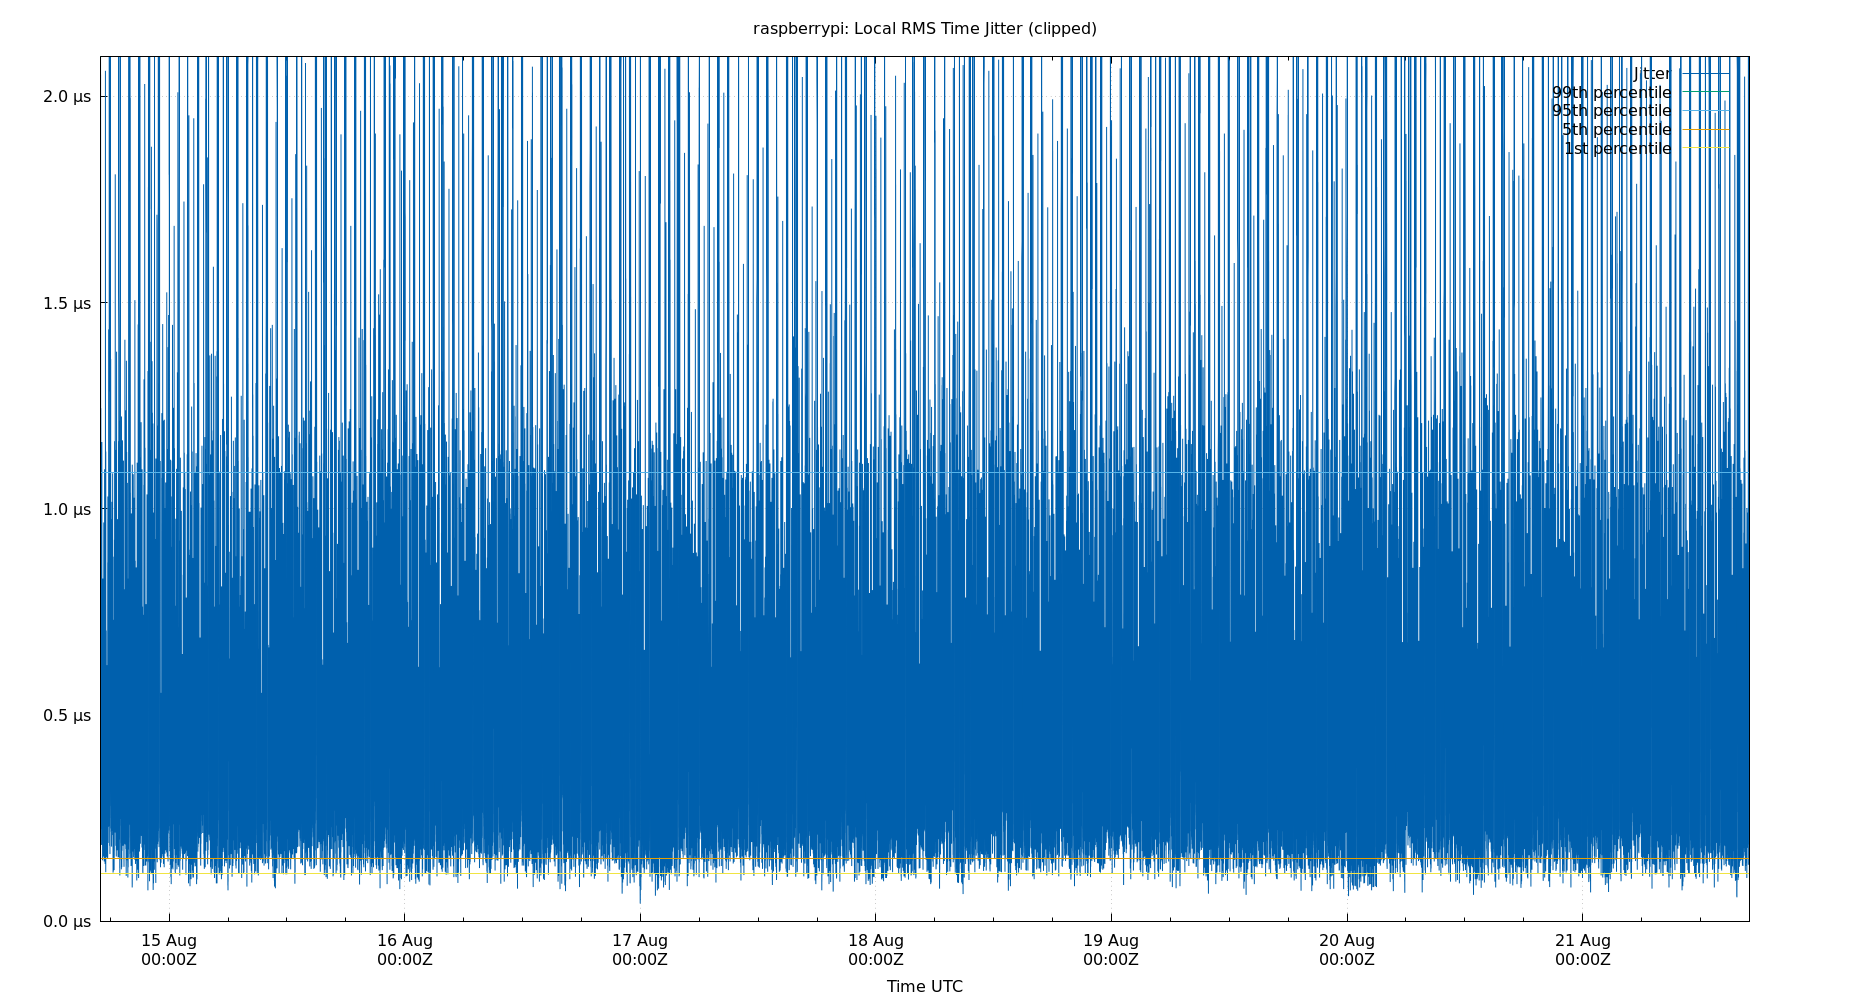 raspberrypi: Local RMS Time Jitter (clipped)
Jitter
99th percentile
95th percentile
5th percentile
1st percentile
2.0 µs
1.5 µs
1.0 µs
0.5 µs
0.0 µs
15 Aug 16 Aug 17 Aug 18 Aug 19 Aug 20 Aug 21 Aug
00:00Z 00:00Z 00:00Z 00:00Z 00:00Z 00:00Z 00:00Z
Time UTC